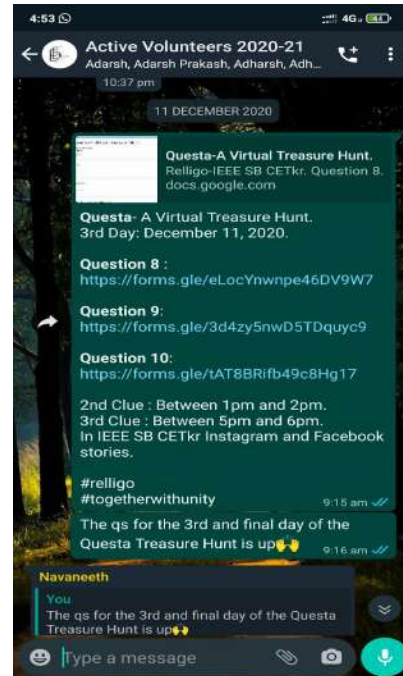 4:53
4G
Active Volunteers 2020-21
Adarsh, Adarsh Prakash, Adharsh, Adh...
10:37 pm
11 DECEMBER 2020
Questa-A Virtual Treasure Hunt.
Relligo-IEEE SB CETkr. Question 8.
docs.google.com
Questa- A Virtual Treasure Hunt.
3rd Day: December 11, 2020.
Question 8 :
https://forms.gle/eLocYnwnpe46DV9W7
Question 9:
https://forms.gle/3d4zy5nwD5TDquyc9
Question 10:
https://forms.gle/tAT8BRifb49c8Hg17
2nd Clue : Between 1pm and 2pm.
3rd Clue : Between 5pm and 6pm.
In IEEE SB CETkr Instagram and Facebook
stories.
#relligo
#togetherwithunity
9:15 am
The qs for the 3rd and final day of the
Questa Treasure Hunt is up🙌
9:16 am
Navaneeth
You
The qs for the 3rd and final day of the Questa
Treasure Hunt is up🙌
Type a message